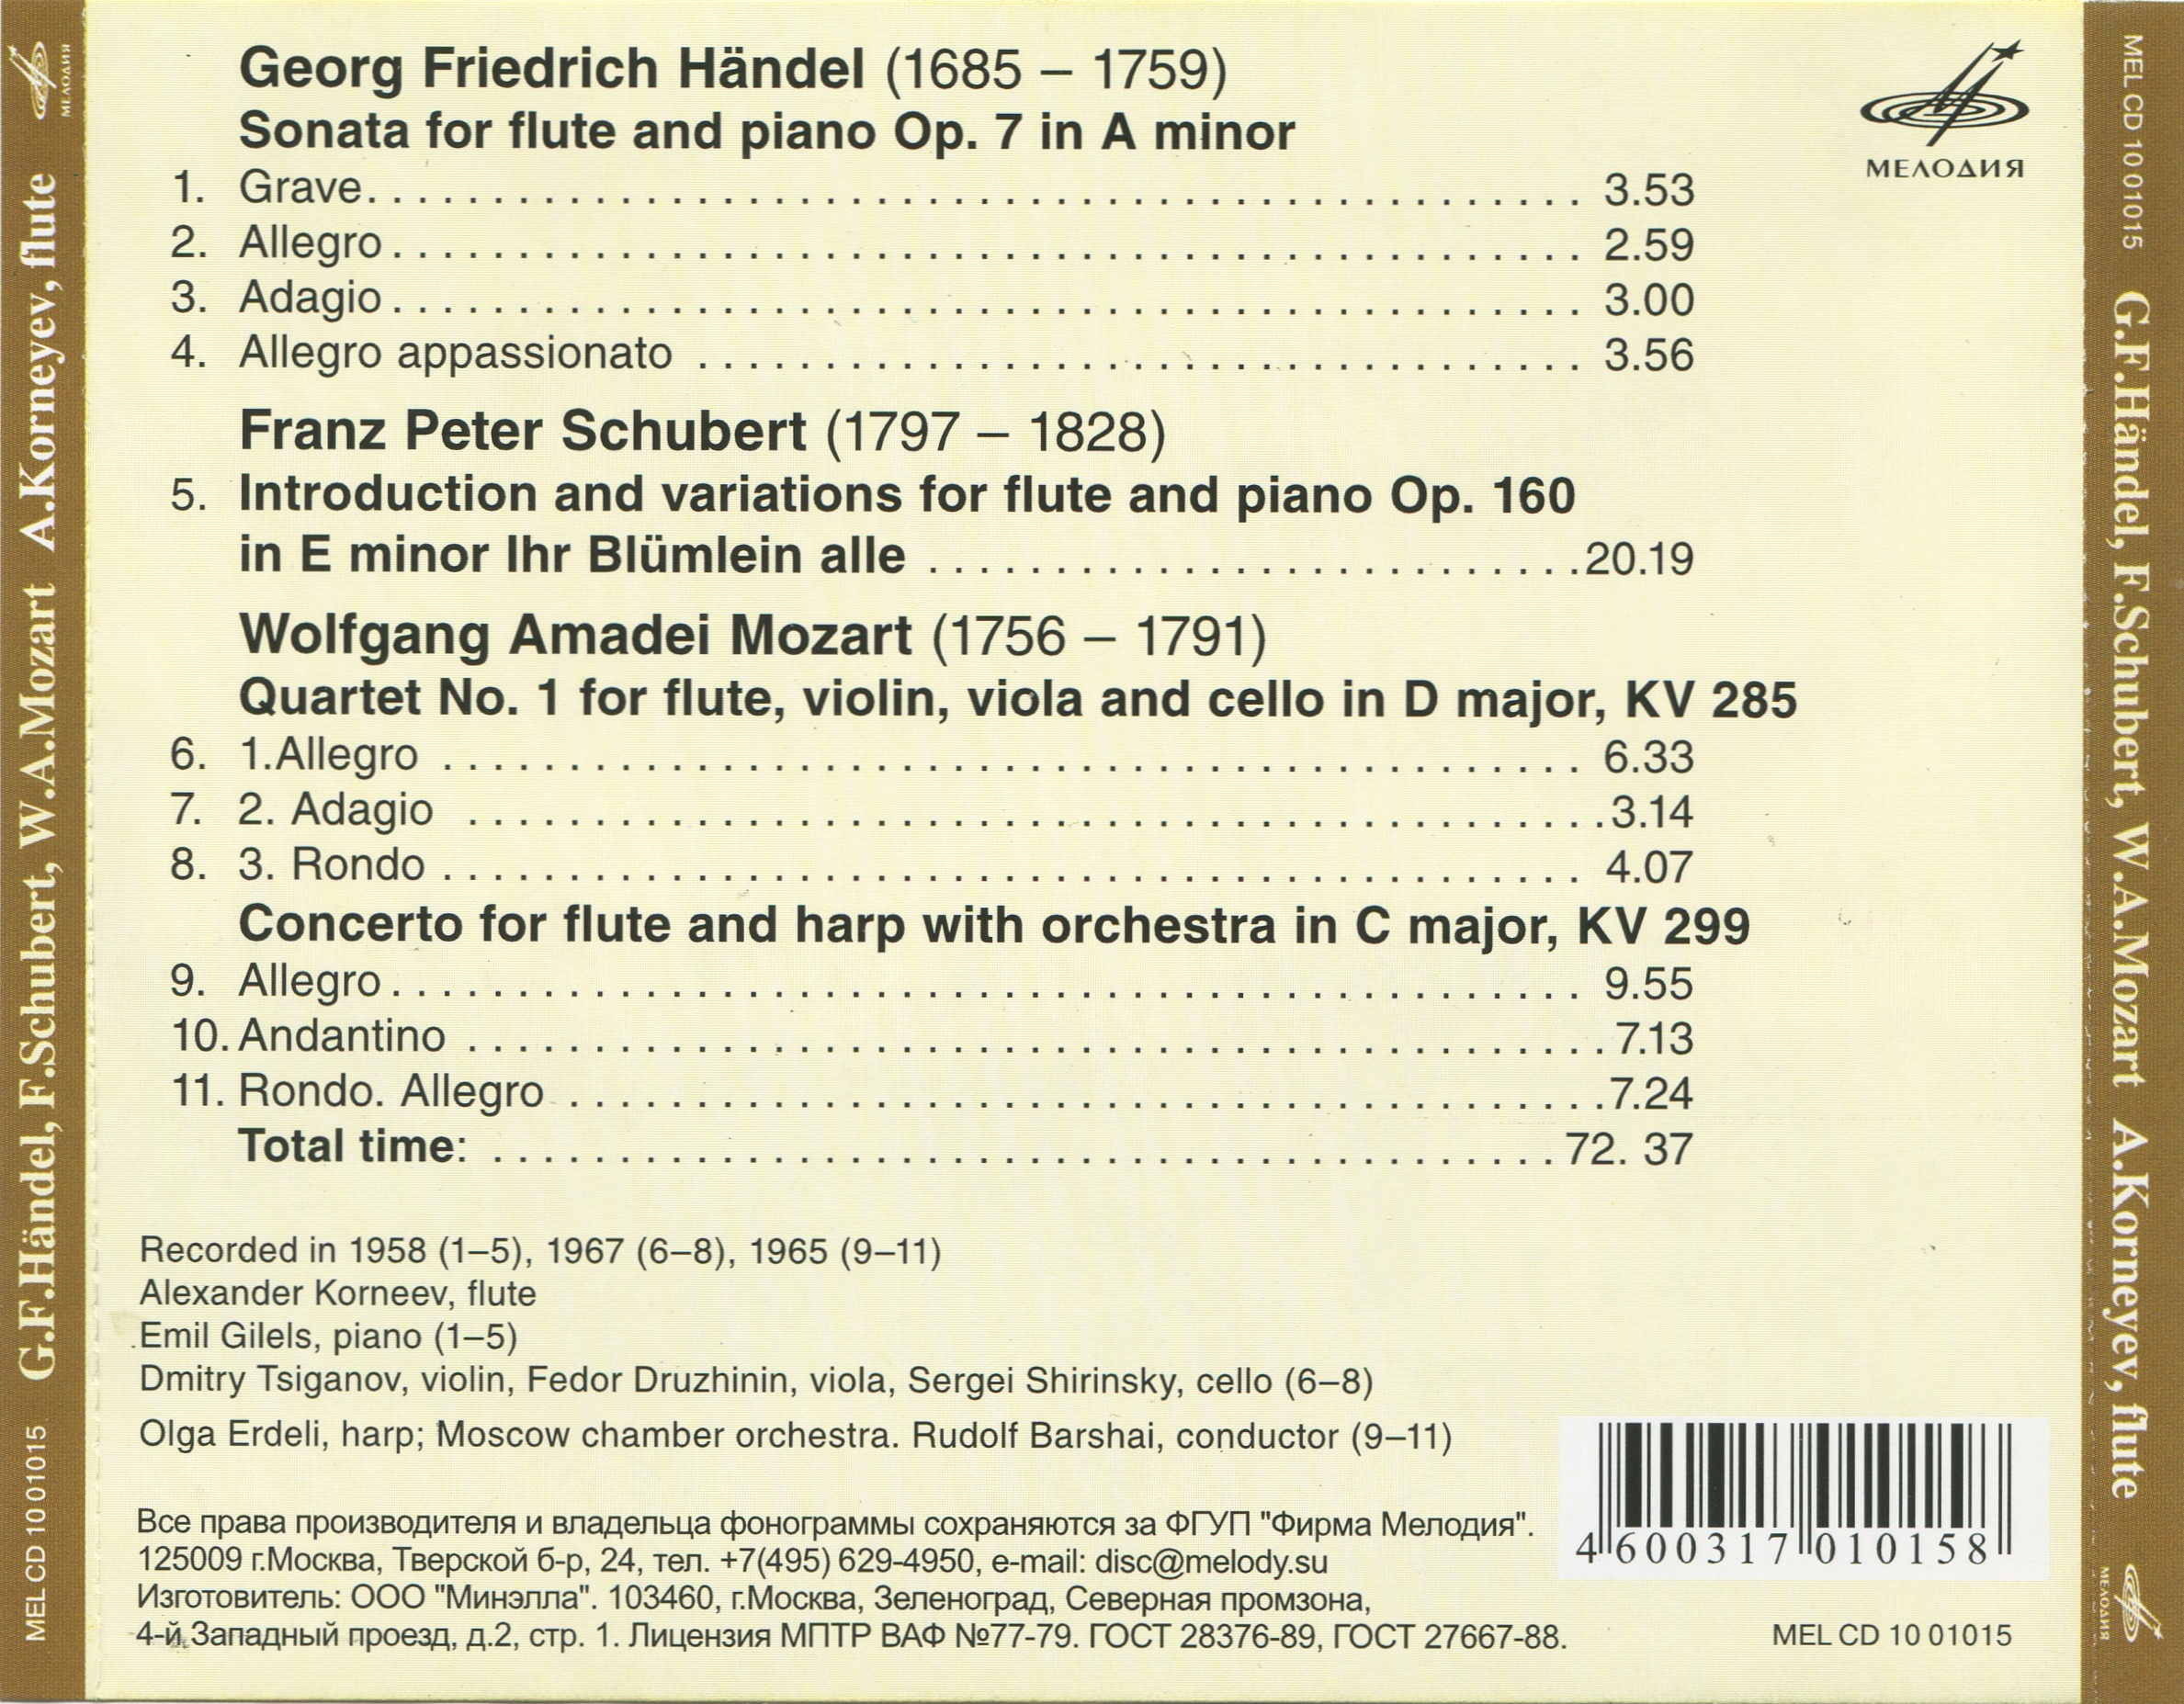 Georg Friedrich Händel (1685 – 1759)
Sonata for flute and piano Op. 7 in A minor
1. Grave. . . . . . . . . . . . . . . . . . . . 3.53
2. Allegro . . . . . . . . . . . . . . . . . . . . 2.59
3. Adagio . . . . . . . . . . . . . . . . . . . . 3.00
4. Allegro appassionato . . . . . . . . . . . . . . . . . . . . 3.56
Franz Peter Schubert (1797 – 1828)
5. Introduction and variations for flute and piano Op. 160
in E minor Ihr Blümlein alle . . . . . . . . . . . . . . . . . . . . 20.19
Wolfgang Amadei Mozart (1756 – 1791)
Quartet No. 1 for flute, violin, viola and cello in D major, KV 285
6. 1.Allegro . . . . . . . . . . . . . . . . . . . . 6.33
7. 2. Adagio . . . . . . . . . . . . . . . . . . . . 3.14
8. 3. Rondo . . . . . . . . . . . . . . . . . . . . 4.07
Concerto for flute and harp with orchestra in C major, KV 299
9. Allegro . . . . . . . . . . . . . . . . . . . . 9.55
10. Andantino . . . . . . . . . . . . . . . . . . . . 7.13
11. Rondo. Allegro . . . . . . . . . . . . . . . . . . . . 7.24
Total time: . . . . . . . . . . . . . . . . . . . . 72. 37
Recorded in 1958 (1–5), 1967 (6–8), 1965 (9–11)
Alexander Korneev, flute
Emil Gilels, piano (1–5)
Dmitry Tsiganov, violin, Fedor Druzhinin, viola, Sergei Shirinsky, cello (6–8)
Olga Erdeli, harp; Moscow chamber orchestra. Rudolf Barshai, conductor (9–11)
Все права производителя и владельца фонограммы сохраняются за ФГУП "Фирма Мелодия".
125009 г.Москва, Тверской б-р, 24, тел. +7(495) 629-4950, e-mail: disc@melody.su
Изготовитель: ООО "Минэлла". 103460, г.Москва, Зеленоград, Северная промзона,
4-й Западный проезд, д.2, стр. 1. Лицензия МПТР ВАФ №77-79. ГОСТ 28376-89, ГОСТ 27667-88.
4 600317 010158
MEL CD 10 01015
МЕЛОДИЯ
MEL CD 10 01015 G.F.Händel, F.Schubert, W.A.Mozart A.Korneyev, flute МЕЛОДИЯ
MEL CD 10 01015 G.F.Händel, F.Schubert, W.A.Mozart A.Korneyev, flute МЕЛОДИЯ